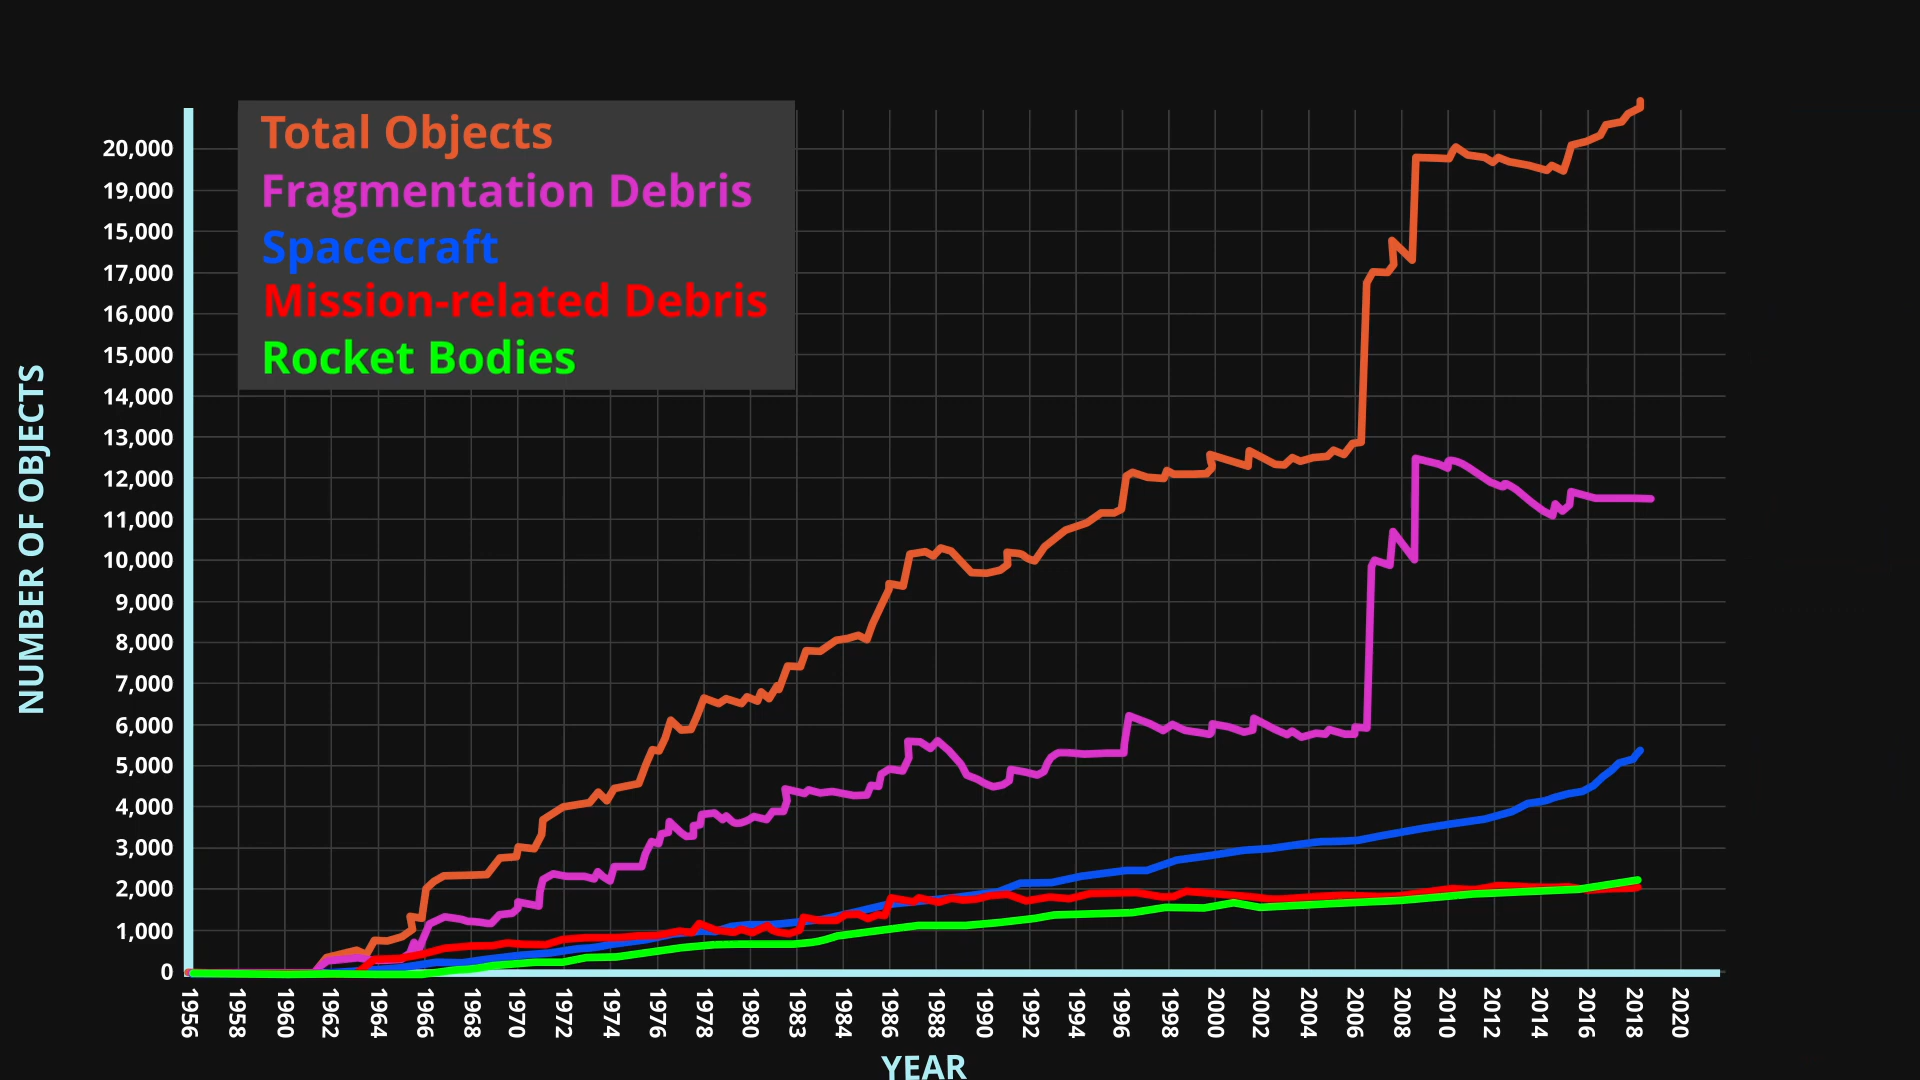 Total Objects
Fragmentation Debris
Spacecraft
Mission-related Debris
Rocket Bodies
NUMBER OF OBJECTS
20,000
19,000
15,000
17,000
16,000
15,000
14,000
13,000
12,000
11,000
10,000
9,000
8,000
7,000
6,000
5,000
4,000
3,000
2,000
1,000
0
1956 1958 1960 1962 1964 1966 1968 1970 1972 1974 1976 1978 1980 1983 1984 1986 1988 1990 1994 1996 1998 2000 2002 2004 2006 2008 2010 2012 2014 2016 2018 2020
YEAR